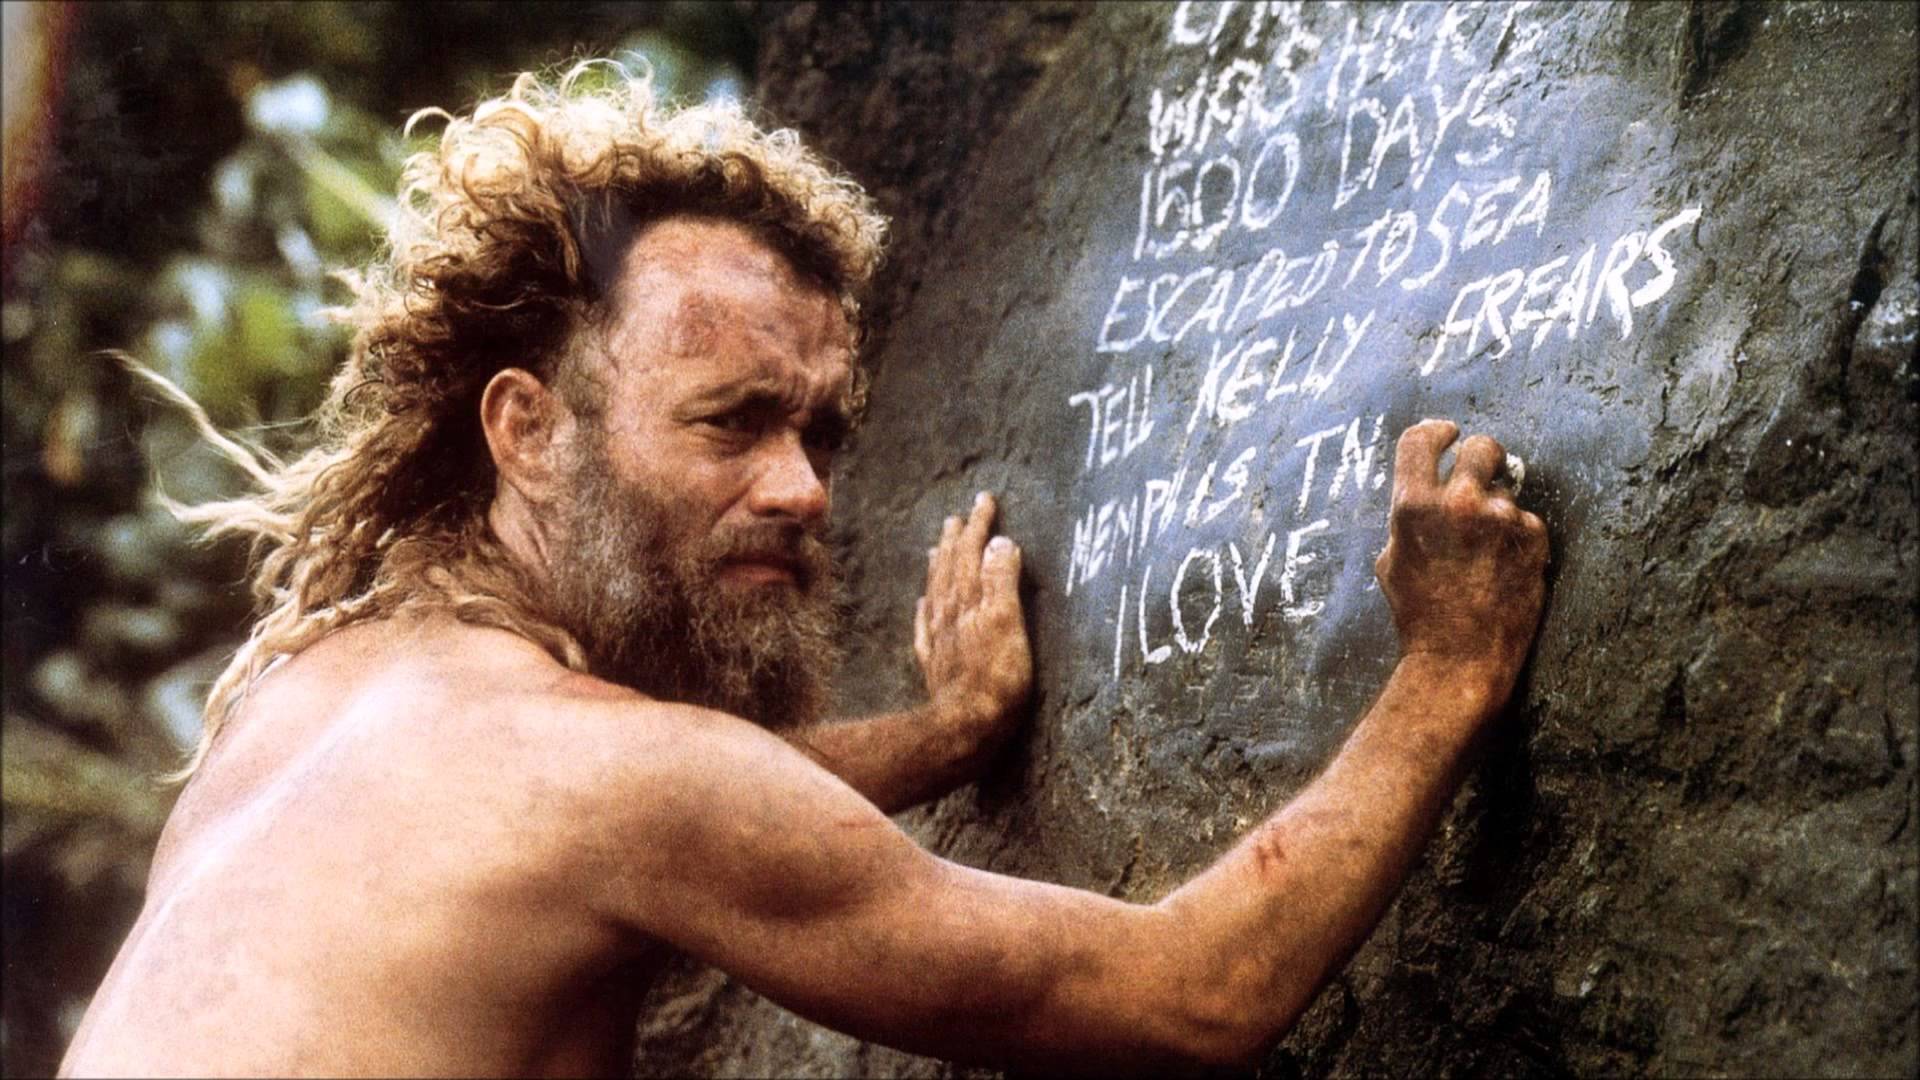 WAS HERE
1500 DAYS
ESCAPED TO SEA
TELL KELLY FREARS
MEMPHIS TN.
I LOVE